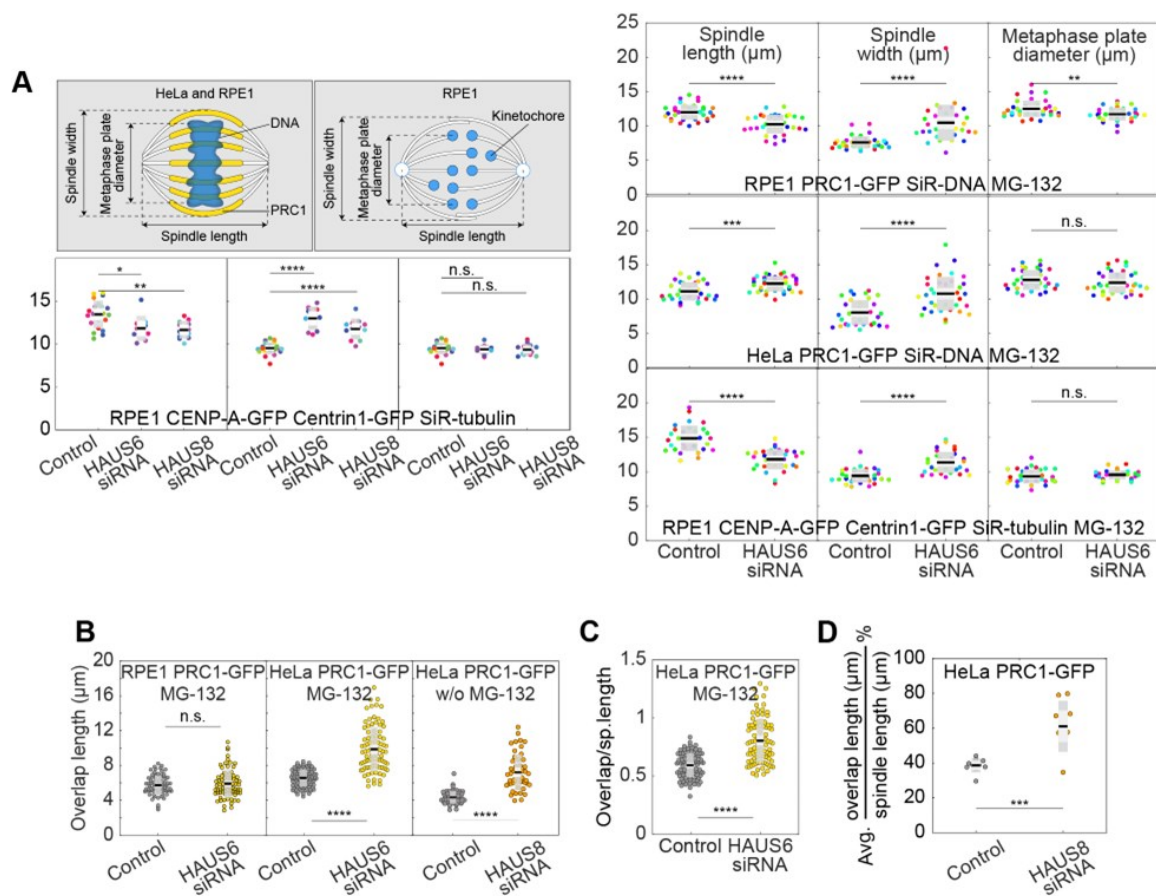 A
HeLa and RPE1
DNA
PRC1
Spindle width
Metaphase plate
diameter
Spindle length
RPE1
Kinetochore
Spindle width
Metaphase plate
diameter
Spindle length
15
10
5
0
*
**
****
****
n.s.
n.s.
RPE1 CENP-A-GFP Centrin1-GFP SiR-tubulin
Control
HAUS6
siRNA
HAUS8
siRNA
Control
HAUS6
siRNA
HAUS8
siRNA
Control
HAUS6
siRNA
HAUS8
siRNA
25
20
15
10
5
0
Spindle
length (µm)
Spindle
width (µm)
Metaphase plate
diameter (µm)
****
****
**
RPE1 PRC1-GFP SiR-DNA MG-132
20
15
10
5
0
***
****
n.s.
HeLa PRC1-GFP SiR-DNA MG-132
20
15
10
5
0
****
****
n.s.
RPE1 CENP-A-GFP Centrin1-GFP SiR-tubulin MG-132
Control
HAUS6
siRNA
Control
HAUS6
siRNA
Control
HAUS6
siRNA
B
Overlap length (µm)
20
16
12
8
4
0
RPE1 PRC1-GFP
MG-132
n.s.
HeLa PRC1-GFP
MG-132
****
HeLa PRC1-GFP
w/o MG-132
****
Control
HAUS6
siRNA
Control
HAUS6
siRNA
Control
HAUS8
siRNA
C
Overlap/sp.length
1.5
1
0.5
0
HeLa PRC1-GFP
MG-132
****
Control
HAUS6
siRNA
D
Avg. overlap length (µm) %
spindle length (µm)
100
80
60
40
20
0
HeLa PRC1-GFP
***
Control
HAUS8
siRNA